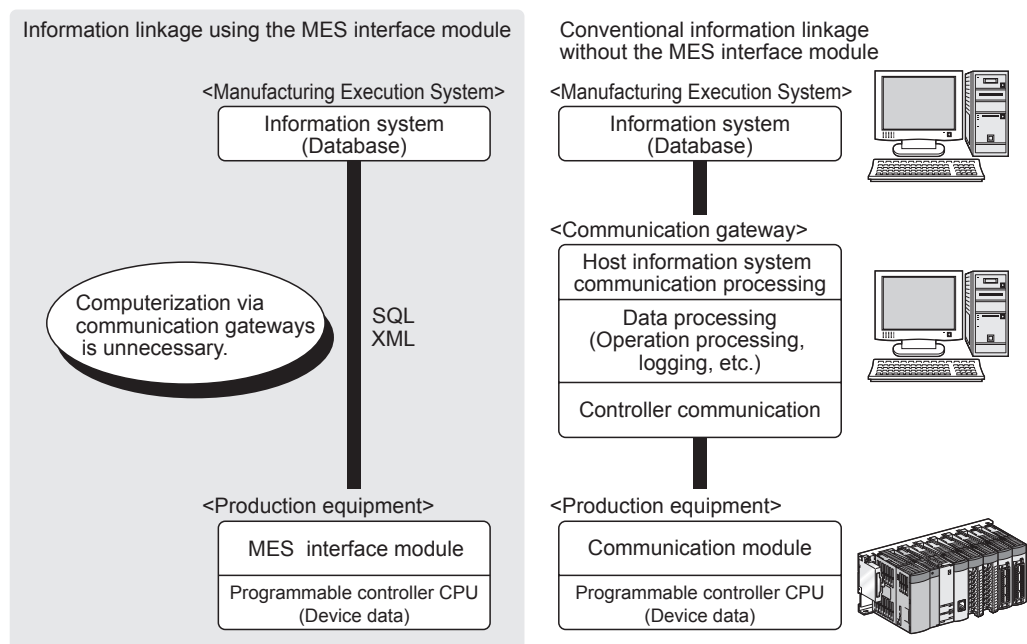 Information linkage using the MES interface module
<Manufacturing Execution System>
Information system
(Database)
Computerization via
communication gateways
is unnecessary.
SQL
XML
<Production equipment>
MES interface module
Programmable controller CPU
(Device data)
Conventional information linkage
without the MES interface module
<Manufacturing Execution System>
Information system
(Database)
<Communication gateway>
Host information system
communication processing
Data processing
(Operation processing,
logging, etc.)
Controller communication
<Production equipment>
Communication module
Programmable controller CPU
(Device data)